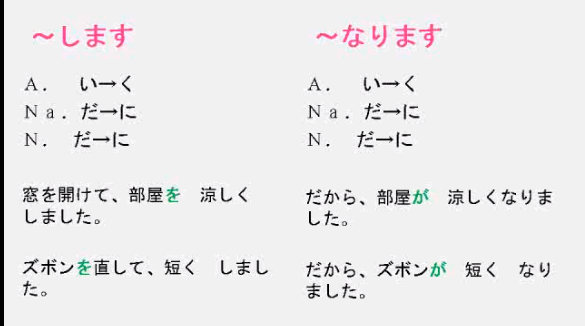 ～します
A． い→く
Ｎａ．だ→に
N． だ→に
窓を開けて、部屋を　涼しく
しました。
ズボンを直して、短く　しまし
た。
～なります
A． い→く
Ｎａ．だ→に
N． だ→に
だから、部屋が　涼しくなりま
した。
だから、ズボンが　短く　なり
ました。